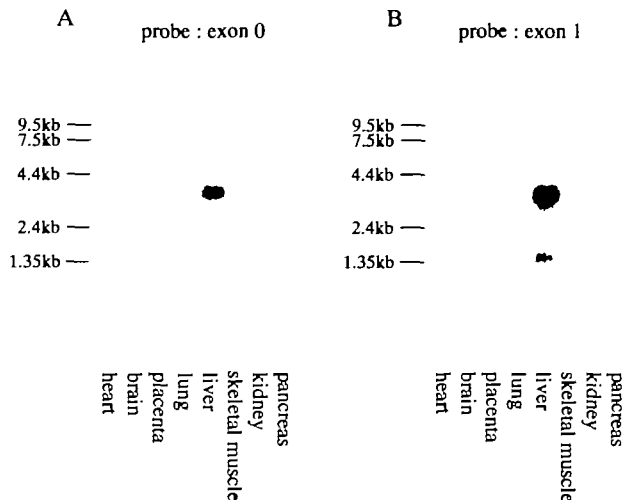 A
probe : exon 0
9.5kb
7.5kb
4.4kb
2.4kb
1.35kb
heart
brain
placenta
lung
liver
skeletal muscle
kidney
pancreas
B
probe : exon 1
9.5kb
7.5kb
4.4kb
2.4kb
1.35kb
heart
brain
placenta
lung
liver
skeletal muscle
kidney
pancreas